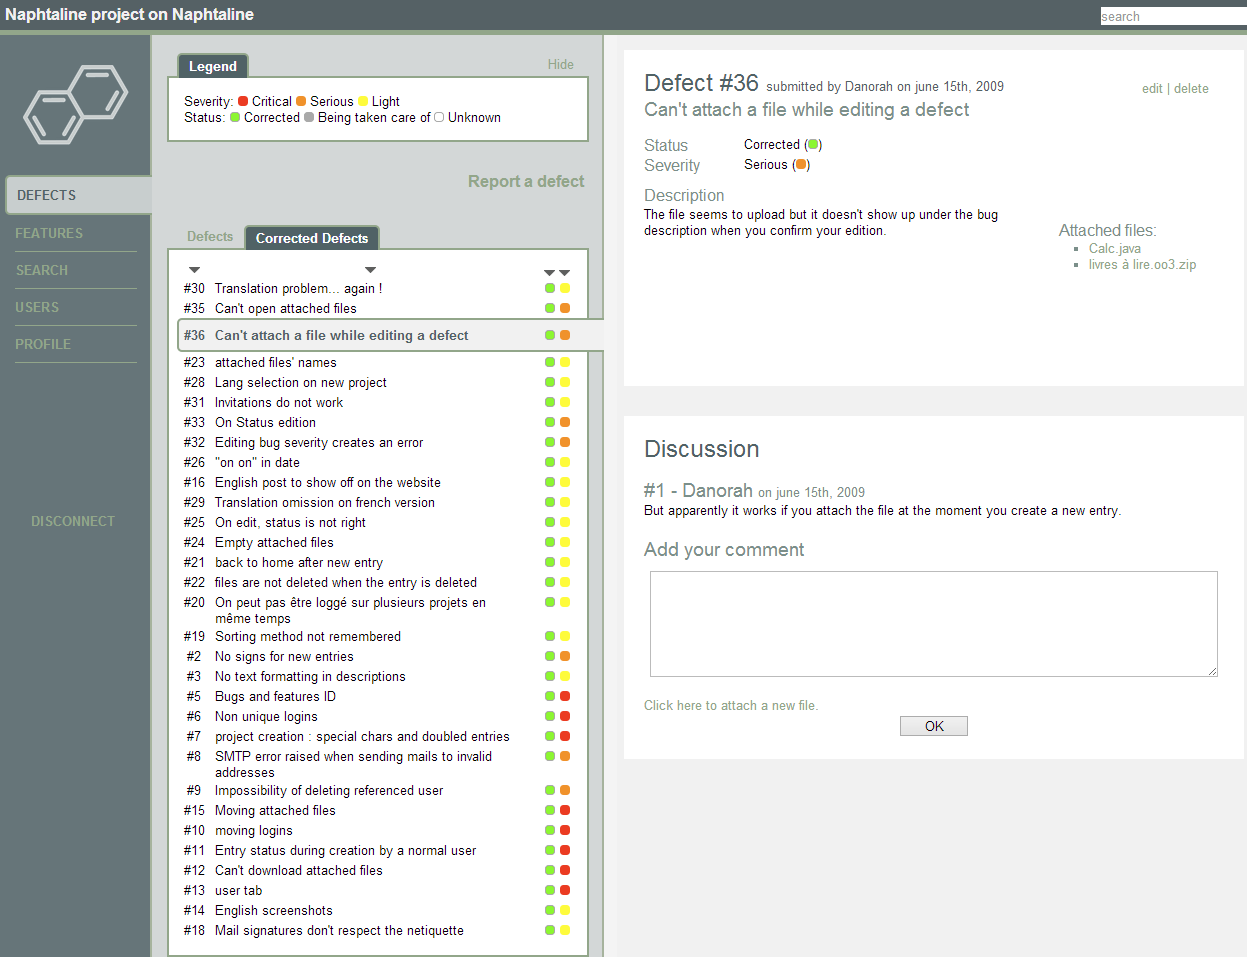 Naphtaline project on Naphtaline
search
DEFECTS
FEATURES
SEARCH
USERS
PROFILE
DISCONNECT
Legend
Hide
Severity: Critical Serious Light
Status: Corrected Being taken care of Unknown
Report a defect
Defects Corrected Defects
#30 Translation problem... again !
#35 Can't open attached files
#36 Can't attach a file while editing a defect
#23 attached files' names
#28 Lang selection on new project
#31 Invitations do not work
#33 On Status edition
#32 Editing bug severity creates an error
#26 "on on" in date
#16 English post to show off on the website
#29 Translation omission on french version
#25 On edit, status is not right
#24 Empty attached files
#21 back to home after new entry
#22 files are not deleted when the entry is deleted
#20 On peut pas être loggé sur plusieurs projets en
même temps
#19 Sorting method not remembered
#2 No signs for new entries
#3 No text formatting in descriptions
#5 Bugs and features ID
#6 Non unique logins
#7 project creation : special chars and doubled entries
#8 SMTP error raised when sending mails to invalid
addresses
#9 Impossibility of deleting referenced user
#15 Moving attached files
#10 moving logins
#11 Entry status during creation by a normal user
#12 Can't download attached files
#13 user tab
#14 English screenshots
#18 Mail signatures don't respect the netiquette
Defect #36 submitted by Danorah on june 15th, 2009
edit | delete
Can't attach a file while editing a defect
Status Corrected ()
Severity Serious ()
Description
The file seems to upload but it doesn't show up under the bug
description when you confirm your edition.
Attached files:
Calc.java
livres à lire.oo3.zip
Discussion
#1 - Danorah on june 15th, 2009
But apparently it works if you attach the file at the moment you create a new entry.
Add your comment
Click here to attach a new file.
OK